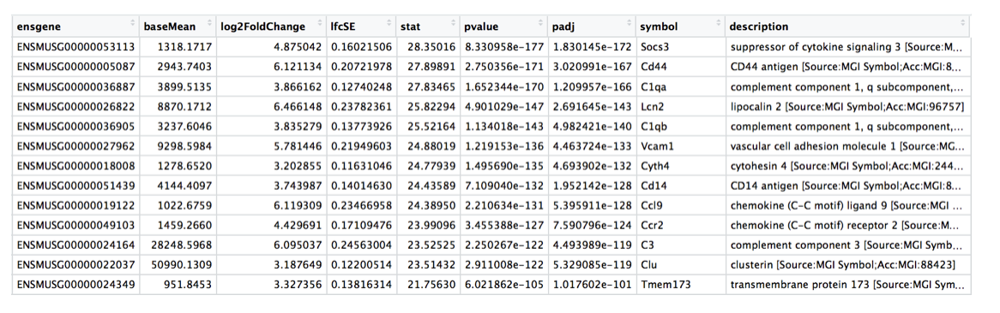 ensgene baseMean log2FoldChange lfcSE stat pvalue padj symbol description
ENSMUSG00000053113 1318.1717 4.875042 0.16021506 28.35016 8.330958e-177 1.830145e-172 Socs3 suppressor of cytokine signaling 3 [Source:M...
ENSMUSG00000005087 2943.7403 6.121134 0.20721978 27.89891 2.750356e-171 3.020991e-167 Cd44 CD44 antigen [Source:MGI Symbol;Acc:MGI:8...
ENSMUSG00000036887 3899.5135 3.866162 0.12740248 27.83465 1.652344e-170 1.209957e-166 C1qa complement component 1, q subcomponent,...
ENSMUSG00000026822 8870.1712 6.466148 0.23782361 25.82294 4.901029e-147 2.691645e-143 Lcn2 lipocalin 2 [Source:MGI Symbol;Acc:MGI:96757]
ENSMUSG00000036905 3237.6046 3.835279 0.13773926 25.52164 1.134018e-143 4.982421e-140 C1qb complement component 1, q subcomponent,...
ENSMUSG00000027962 9298.5984 5.781446 0.21949603 24.88019 1.219153e-136 4.463724e-133 Vcam1 vascular cell adhesion molecule 1 [Source:MG...
ENSMUSG00000018008 1278.6520 3.202855 0.11631046 24.77939 1.495690e-135 4.693902e-132 Cyth4 cytohesin 4 [Source:MGI Symbol;Acc:MGI:244...
ENSMUSG00000051439 4144.4097 3.743987 0.14014630 24.43589 7.109040e-132 1.952142e-128 Cd14 CD14 antigen [Source:MGI Symbol;Acc:MGI:8...
ENSMUSG00000019122 1022.6759 6.119309 0.23466958 24.38950 2.210634e-131 5.395911e-128 Ccl9 chemokine (C-C motif) ligand 9 [Source:MGI ...
ENSMUSG00000049103 1459.2660 4.429691 0.17109476 23.99096 3.455388e-127 7.590796e-124 Ccr2 chemokine (C-C motif) receptor 2 [Source:M...
ENSMUSG00000024164 28248.5968 6.095037 0.24563004 23.52525 2.250267e-122 4.493989e-119 C3 complement component 3 [Source:MGI Symb...
ENSMUSG00000022037 50990.1309 3.187649 0.12200514 23.51432 2.911008e-122 5.329085e-119 Clu clusterin [Source:MGI Symbol;Acc:MGI:88423]
ENSMUSG00000024349 951.8453 3.327356 0.13816314 21.75630 6.021862e-105 1.017602e-101 Tmem173 transmembrane protein 173 [Source:MGI Sym...